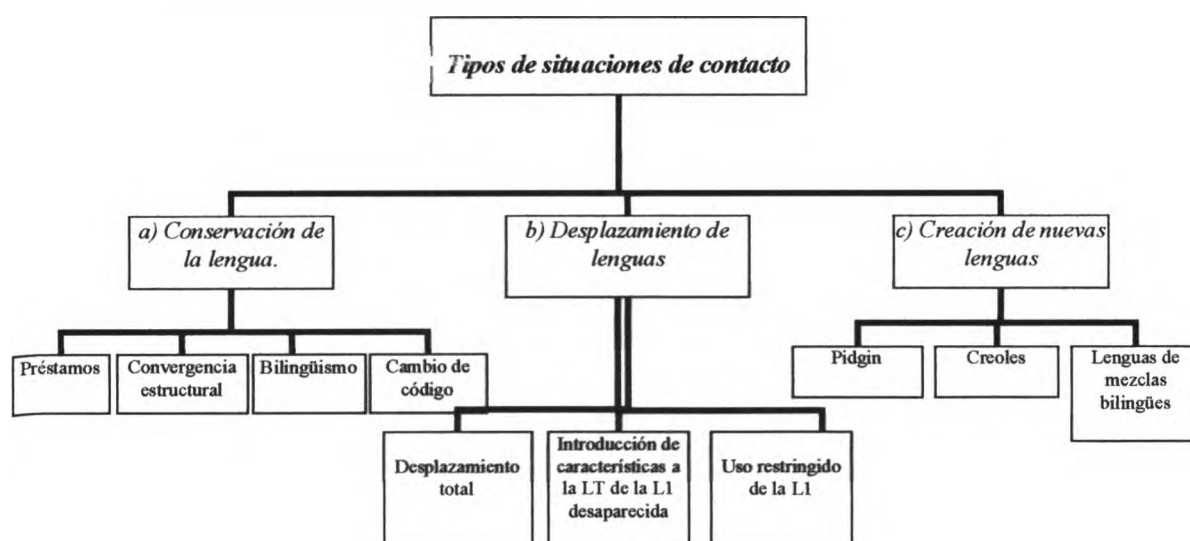 Tipos de situaciones de contacto
a) Conservación de
la lengua.
b) Desplazamiento de
lenguas
c) Creación de nuevas
lenguas
Préstamos
Convergencia
estructural
Bilingüismo
Cambio de
código
Pidgin
Creoles
Lenguas de
mezclas
bilingües
Desplazamiento
total
Introducción de
características a
la LT de la L1
desaparecida
Uso restringido
de la L1